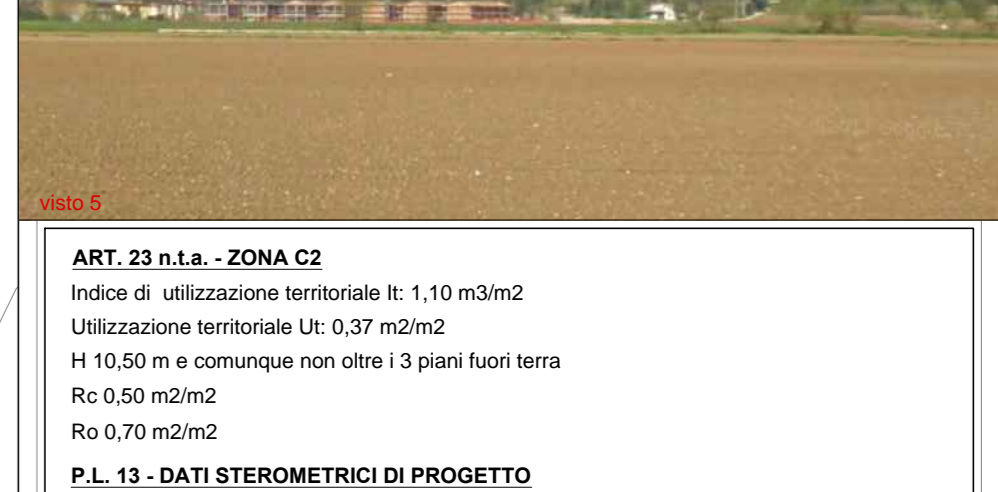 visto 5
ART. 23 n.t.a. - ZONA C2
Indice di utilizzazione territoriale It: 1,10 m3/m2
Utilizzazione territoriale Ut: 0,37 m2/m2
H 10,50 m e comunque non oltre i 3 piani fuori terra
Rc 0,50 m2/m2
Ro 0,70 m2/m2
P.L. 13 - DATI STEROMETRICI DI PROGETTO